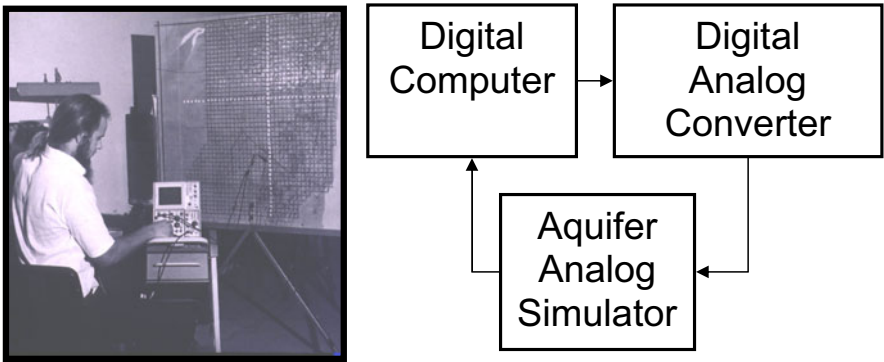 Digital
Computer
Digital
Analog
Converter
Aquifer
Analog
Simulator